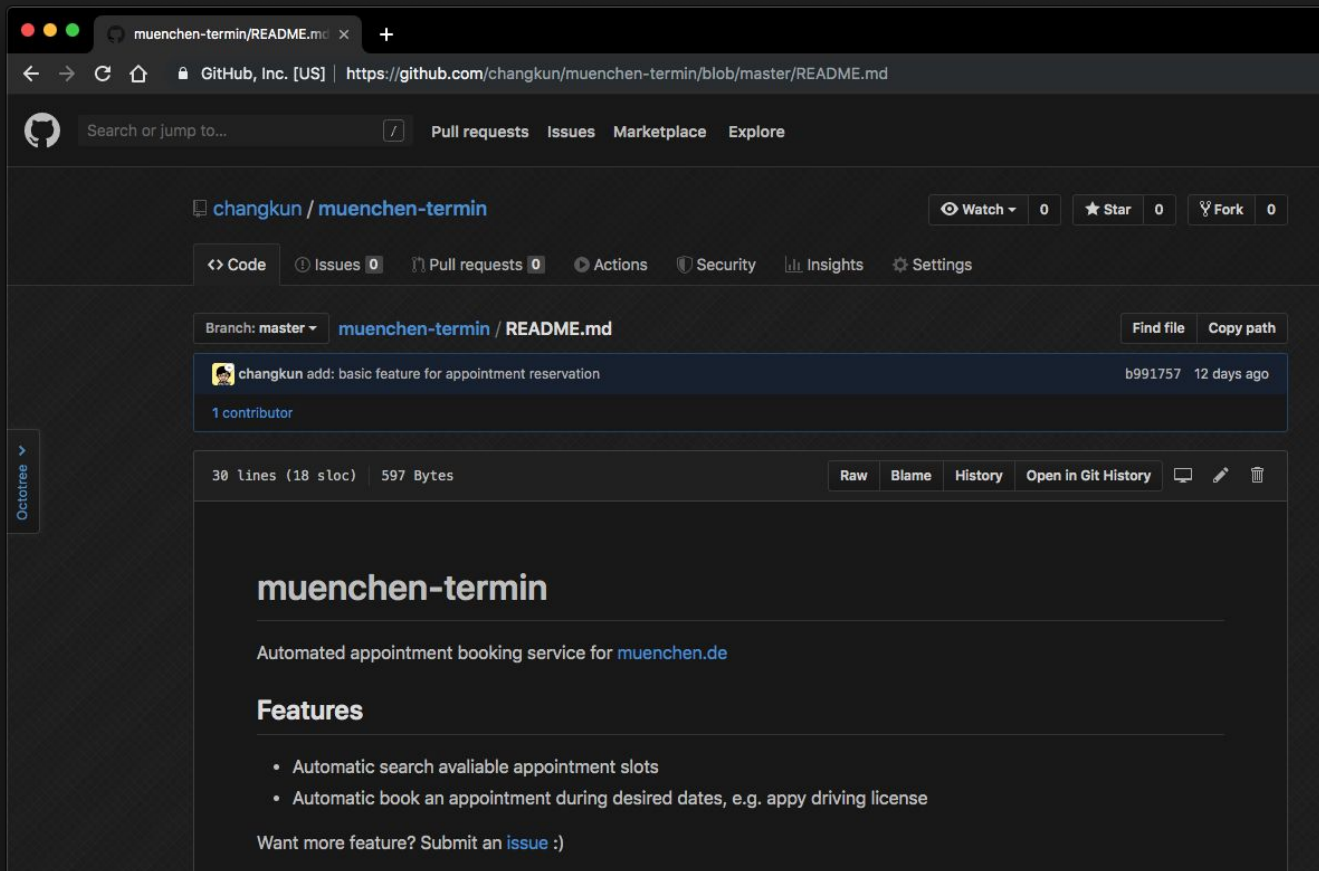 muenchen-termin/README.md ×
GitHub, Inc. [US] | https://github.com/changkun/muenchen-termin/blob/master/README.md
Search or jump to... / Pull requests Issues Marketplace Explore
changkun / muenchen-termin Watch 0 Star 0 Fork 0
Code Issues 0 Pull requests 0 Actions Security Insights Settings
Branch: master muenchen-termin / README.md Find file Copy path
changkun add: basic feature for appointment reservation b991757 12 days ago
1 contributor
Octotree
30 lines (18 sloc) 597 Bytes Raw Blame History Open in Git History
muenchen-termin
Automated appointment booking service for muenchen.de
Features
• Automatic search avaliable appointment slots
• Automatic book an appointment during desired dates, e.g. appy driving license
Want more feature? Submit an issue :)